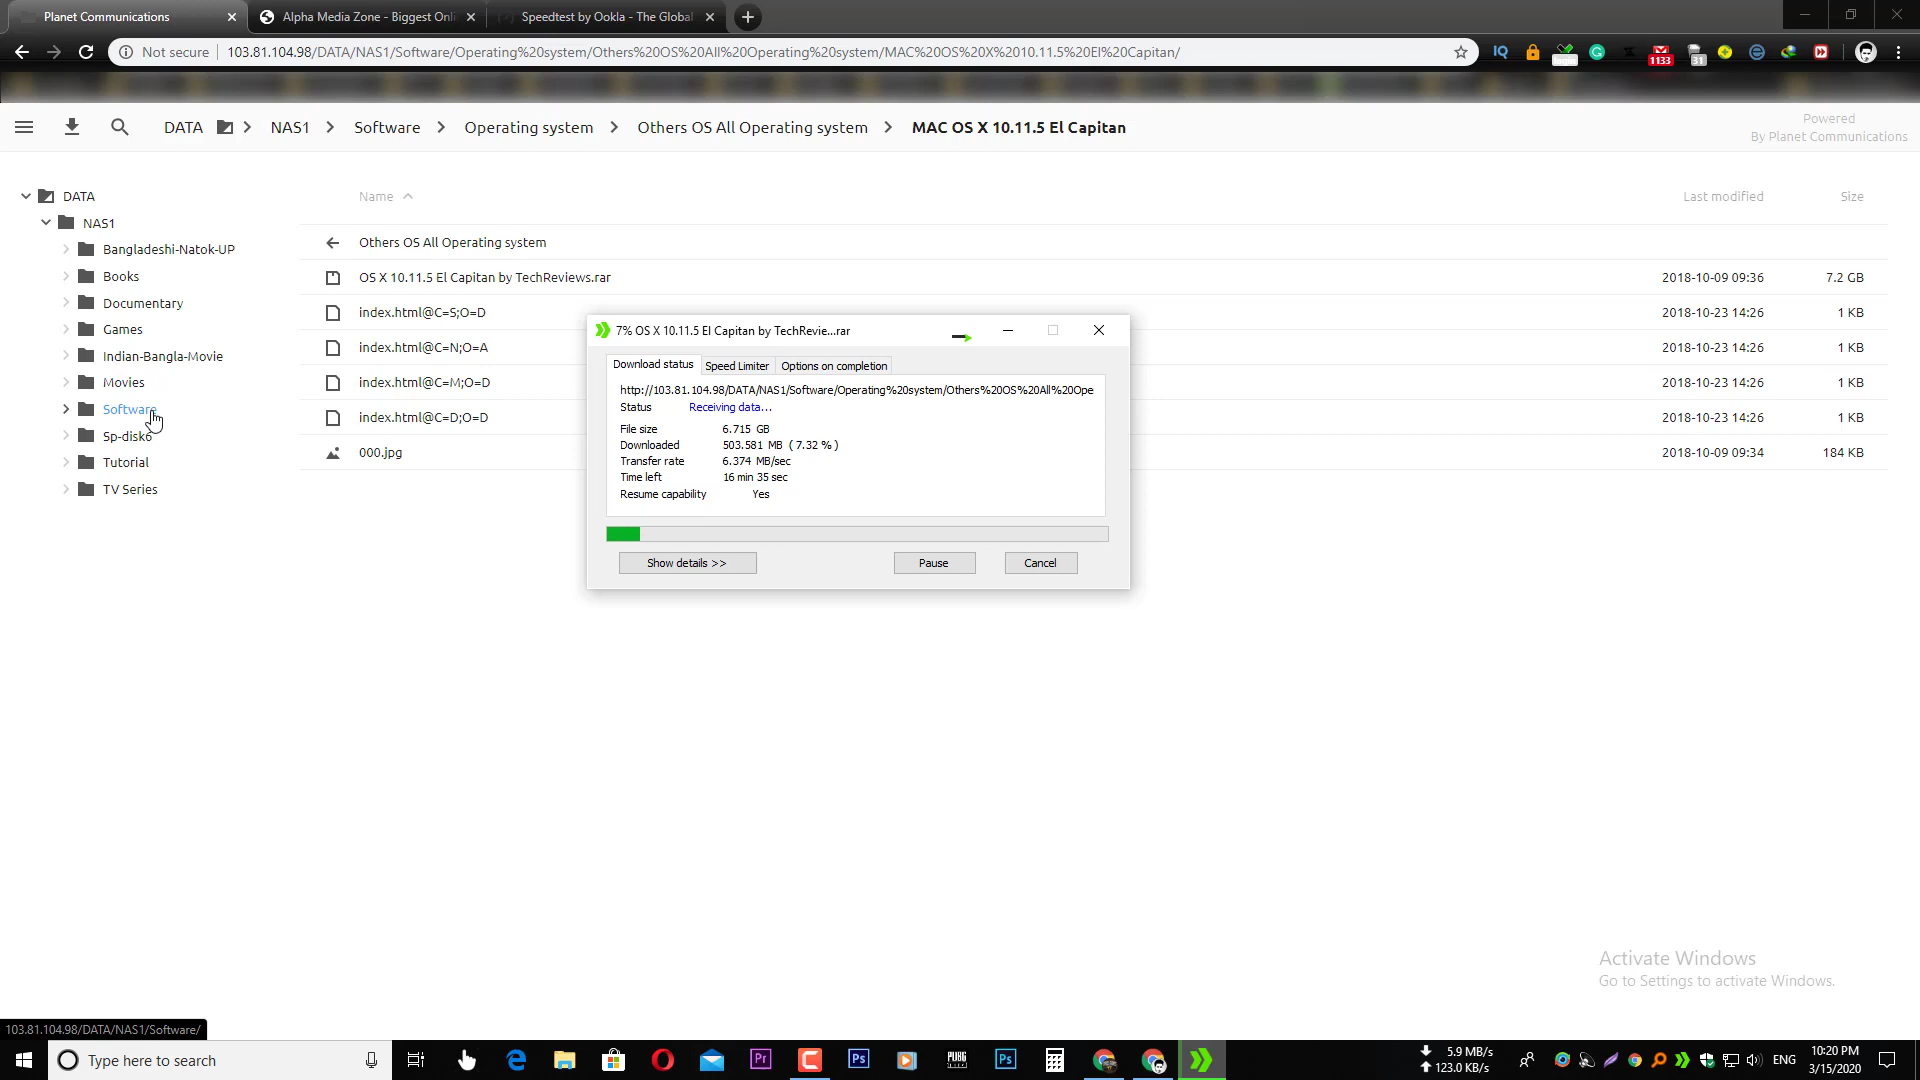 Planet Communications
Alpha Media Zone - Biggest Onl
Speedtest by Ookla - The Global
Not secure
103.81.104.98/DATA/NAS1/Software/Operating%20system/Others%20OS%20All%20Operating%20system/MAC%20OS%20X%2010.11.5%20El%20Capitan/
IQ
login
1133
31
DATA
NAS1
Software
Operating system
Others OS All Operating system
MAC OS X 10.11.5 El Capitan
Powered
By Planet Communications
DATA
NAS1
Bangladeshi-Natok-UP
Books
Documentary
Games
Indian-Bangla-Movie
Movies
Software
Sp-disk6
Tutorial
TV Series
Name
Last modified
Size
Others OS All Operating system
OS X 10.11.5 El Capitan by TechReviews.rar
2018-10-09 09:36
7.2 GB
index.html@C=S;O=D
2018-10-23 14:26
1 KB
index.html@C=N;O=A
2018-10-23 14:26
1 KB
index.html@C=M;O=D
2018-10-23 14:26
1 KB
index.html@C=D;O=D
2018-10-23 14:26
1 KB
000.jpg
2018-10-09 09:34
184 KB
7% OS X 10.11.5 El Capitan by TechRevie...rar
Download status
Speed Limiter
Options on completion
http://103.81.104.98/DATA/NAS1/Software/Operating%20system/Others%20OS%20All%20Ope
Status Receiving data...
File size 6.715 GB
Downloaded 503.581 MB ( 7.32 % )
Transfer rate 6.374 MB/sec
Time left 16 min 35 sec
Resume capability Yes
Show details >>
Pause
Cancel
Activate Windows
Go to Settings to activate Windows.
103.81.104.98/DATA/NAS1/Software/
Type here to search
Pr
Ps
PUBG
Ps
5.9 MB/s
123.0 KB/s
ENG
10:20 PM
3/15/2020